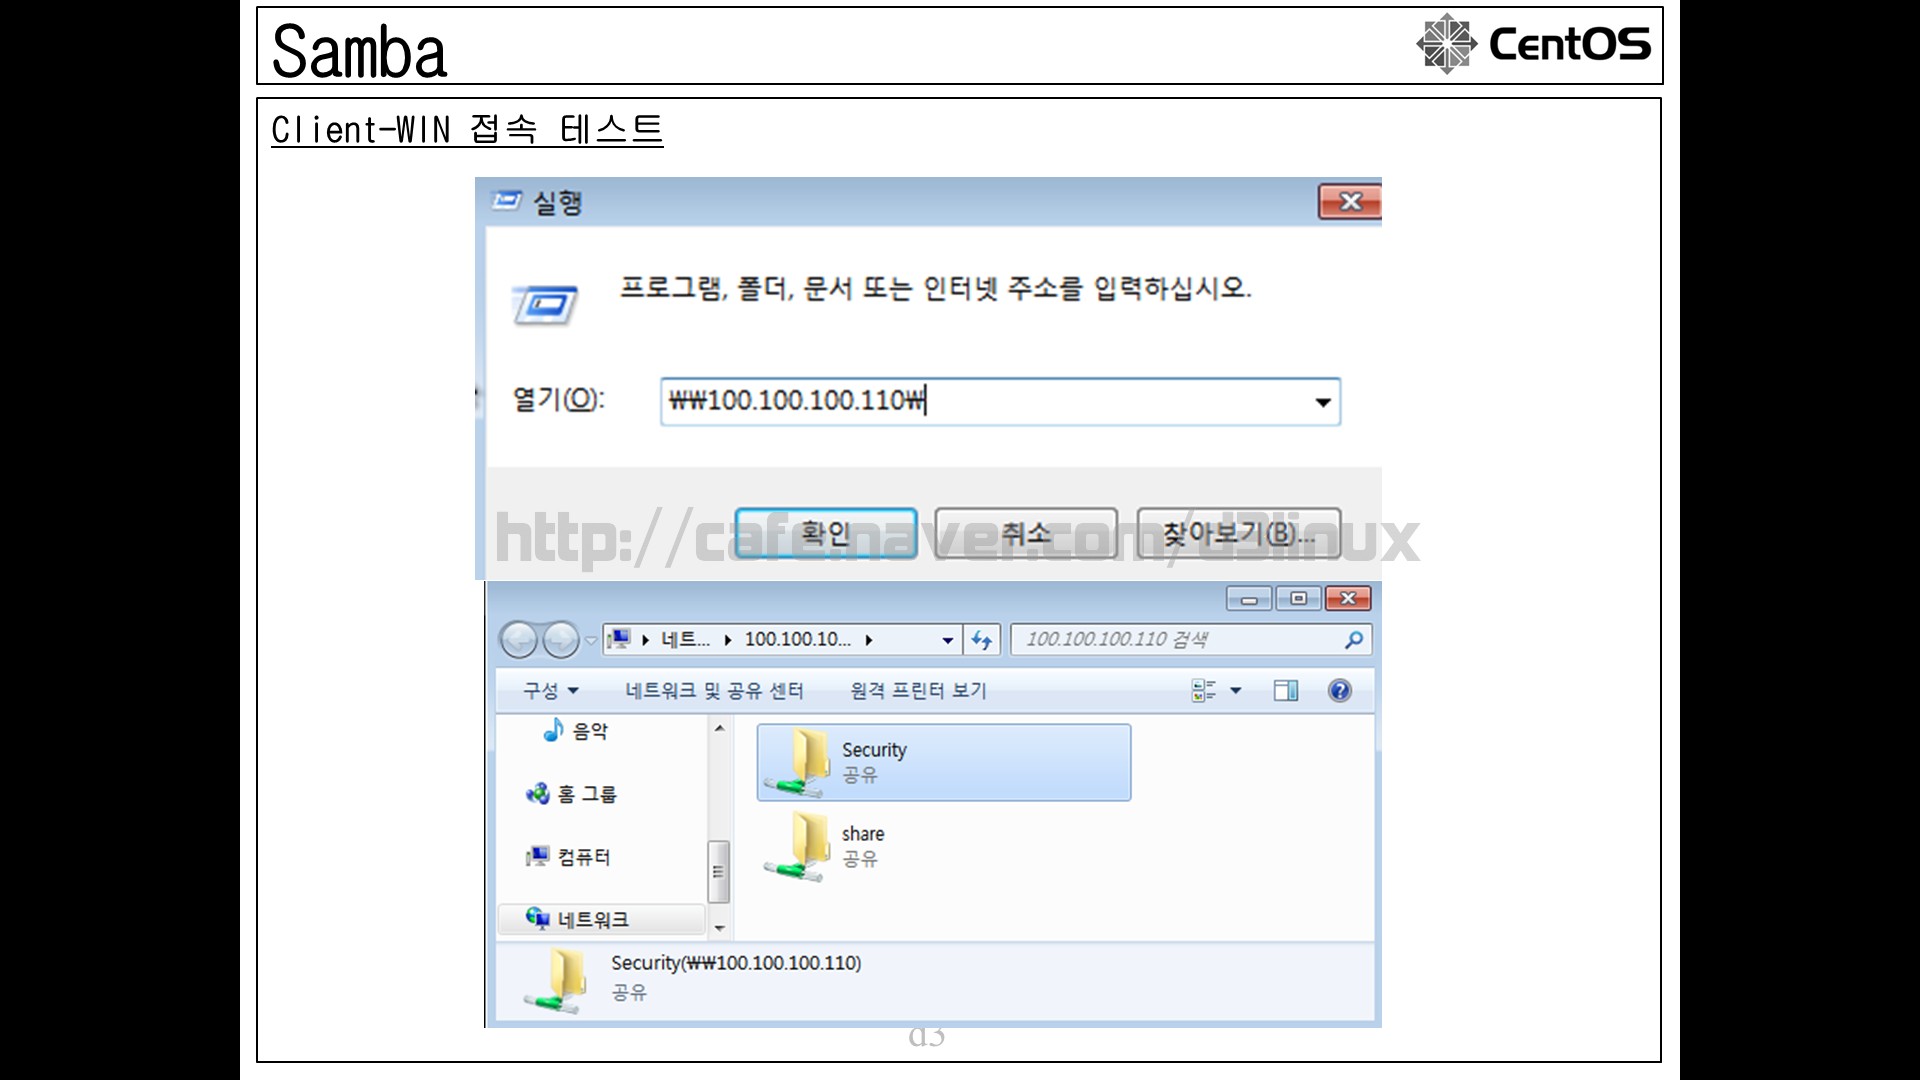 Samba
CentOS
Client-WIN 접속 테스트
실행
프로그램, 폴더, 문서 또는 인터넷 주소를 입력하십시오.
열기(O):
₩₩100.100.100.110₩
확인
취소
찾아보기(B)...
http://cafe.naver.com/d3linux
네트...
100.100.10...
100.100.100.110 검색
구성
네트워크 및 공유 센터
원격 프린터 보기
음악
홈 그룹
컴퓨터
네트워크
Security
공유
share
공유
Security(₩₩100.100.100.110)
공유
d3